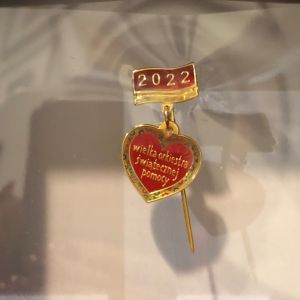 2022
wielka orkiestra
świątecznej
pomocy